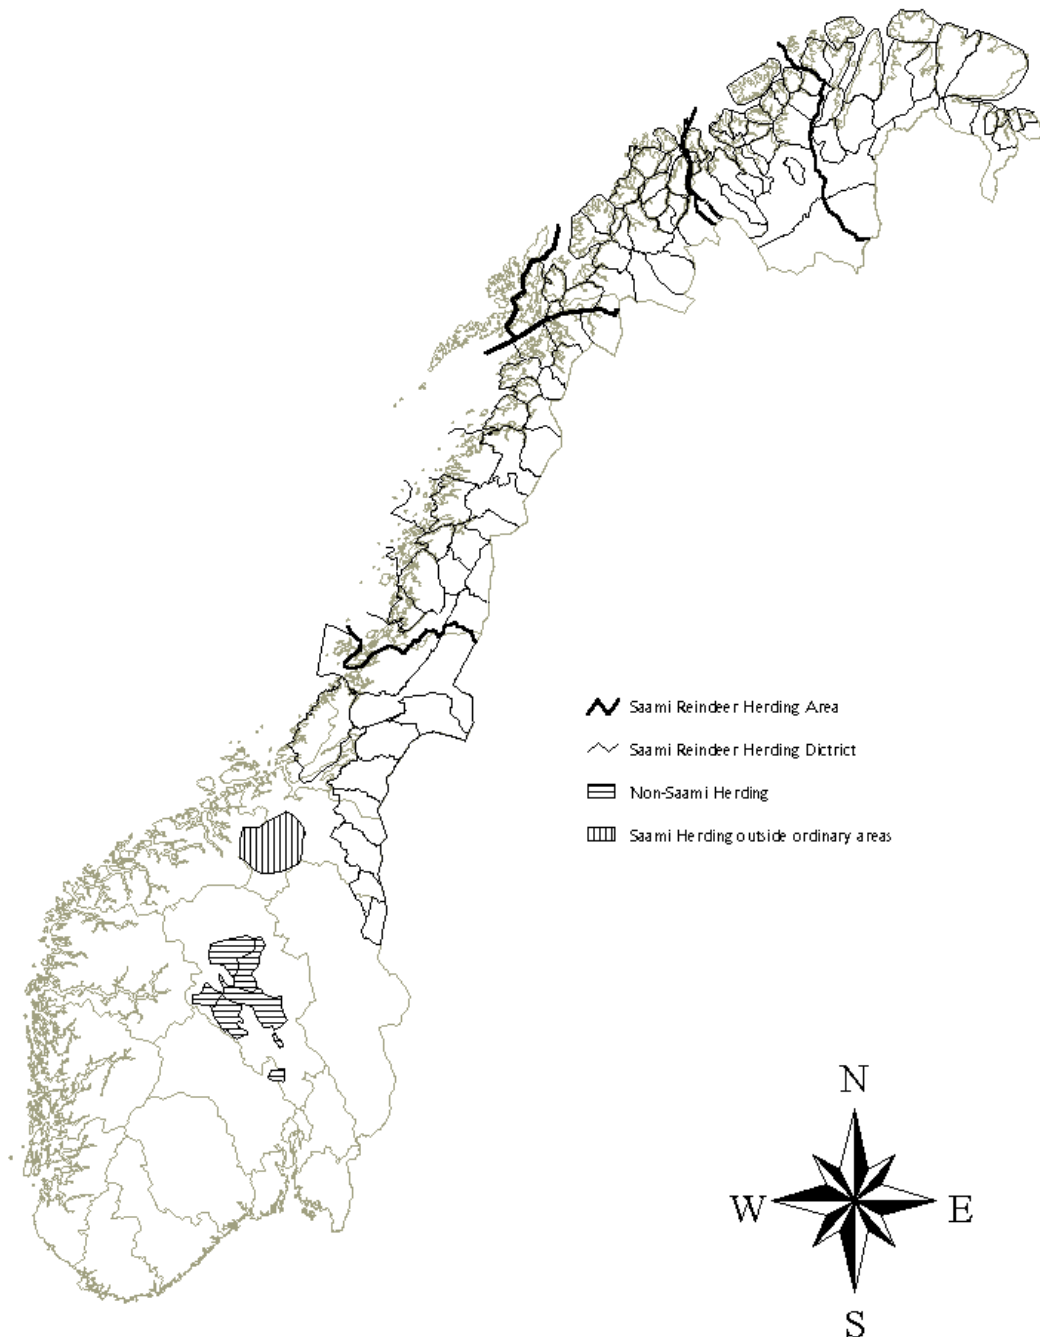 Saami Reindeer Herding Area
Saami Reindeer Herding Dictrict
Non-Saami Herding
Saami Herding outside ordinary areas
N
W E
S